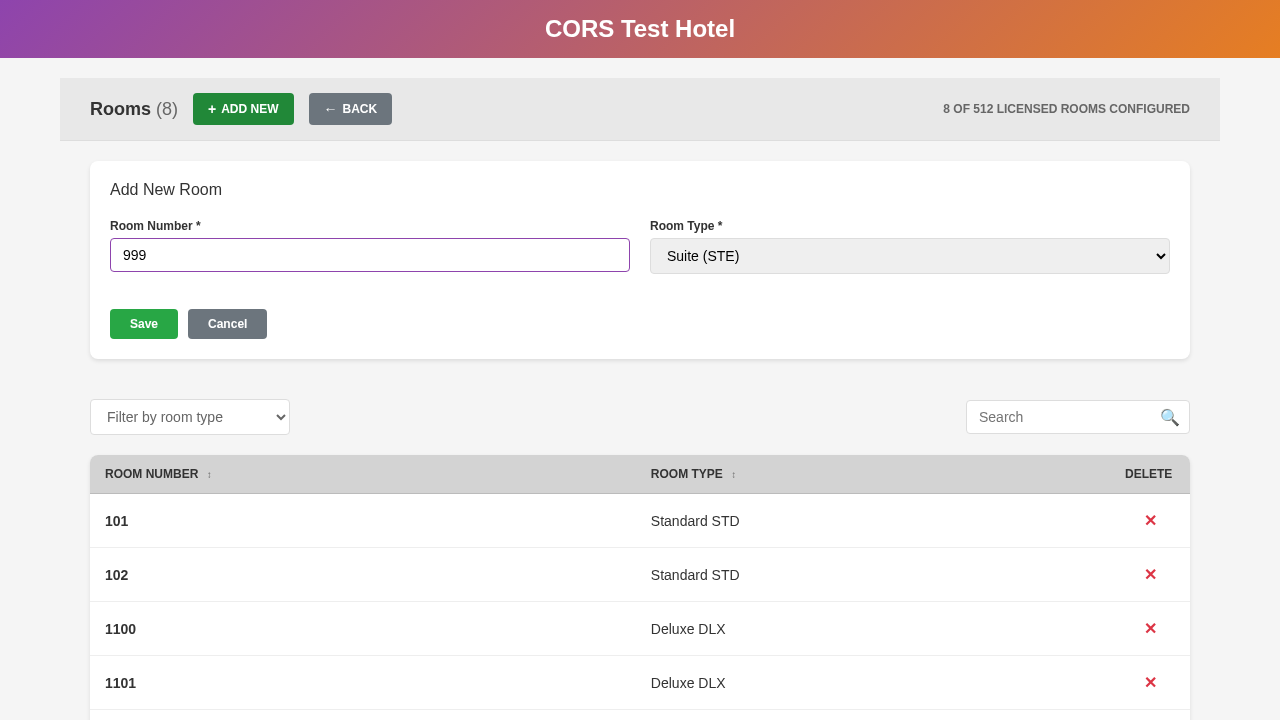 CORS Test Hotel
Rooms (8)
+ ADD NEW
← BACK
8 OF 512 LICENSED ROOMS CONFIGURED
Add New Room
Room Number *
Room Type *
999
Suite (STE)
Save
Cancel
Filter by room type
Search
ROOM NUMBER ↕ ROOM TYPE ↕ DELETE
101 Standard STD ✕
102 Standard STD ✕
1100 Deluxe DLX ✕
1101 Deluxe DLX ✕